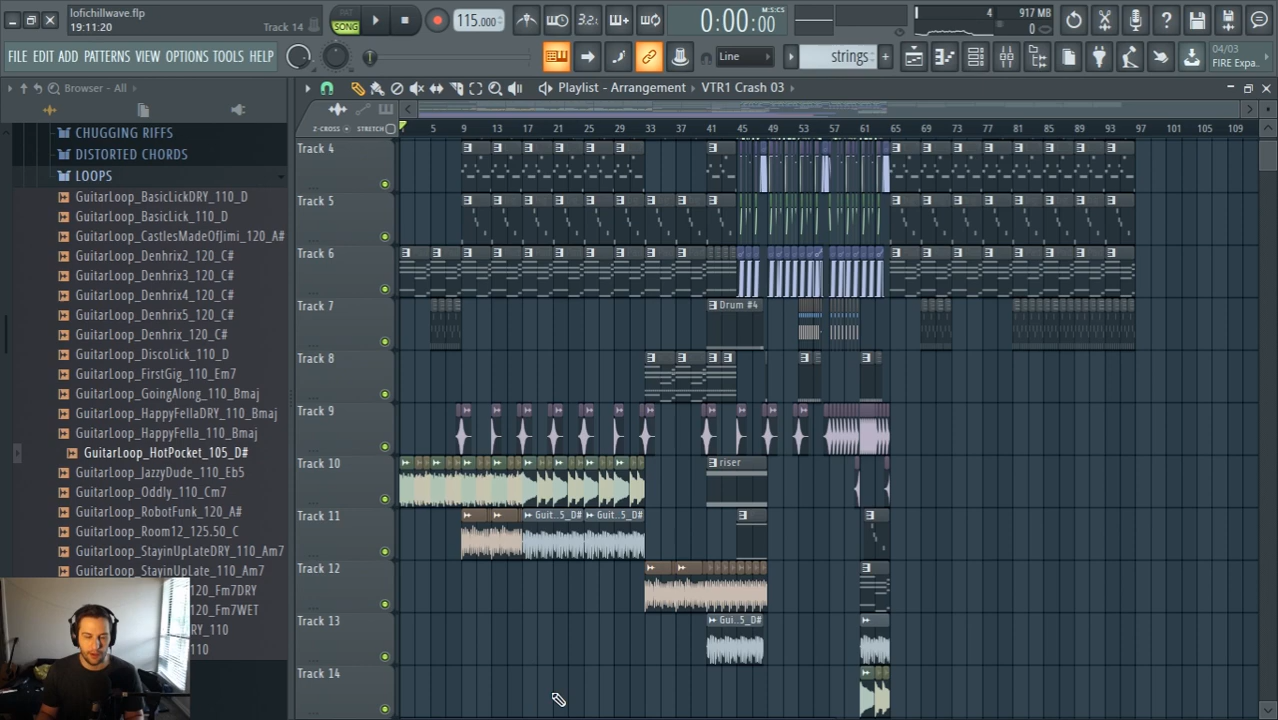 lofichillwave.flp
19:11:20
Track 14
PAT
SONG
115.000
3.2.
0:00:00
M:S:CS
4
917 MB
0
FILE EDIT ADD PATTERNS VIEW OPTIONS TOOLS HELP
Line
strings
04/03
FIRE Expa..
Browser - All
Playlist - Arrangement
VTR1 Crash 03
Z-CROSS
STRETCH
5 9 13 17 21 25 29 33 37 41 45 49 53 57 61 65 69 73 77 81 85 89 93 97 101 105 109
CHUGGING RIFFS
DISTORTED CHORDS
LOOPS
GuitarLoop_BasicLickDRY_110_D
GuitarLoop_BasicLick_110_D
GuitarLoop_CastlesMadeOfJimi_120_A#
GuitarLoop_Denhrix2_120_C#
GuitarLoop_Denhrix3_120_C#
GuitarLoop_Denhrix4_120_C#
GuitarLoop_Denhrix5_120_C#
GuitarLoop_Denhrix_120_C#
GuitarLoop_DiscoLick_110_D
GuitarLoop_FirstGig_110_Em7
GuitarLoop_GoingAlong_110_Bmaj
GuitarLoop_HappyFellaDRY_110_Bmaj
GuitarLoop_HappyFella_110_Bmaj
GuitarLoop_HotPocket_105_D#
GuitarLoop_JazzyDude_110_Eb5
GuitarLoop_Oddly_110_Cm7
GuitarLoop_RobotFunk_120_A#
GuitarLoop_Room12_125.50_C
GuitarLoop_StayinUpLateDRY_110_Am7
GuitarLoop_StayinUpLate_110_Am7
120_Fm7DRY
120_Fm7WET
DRY_110
110
Track 4
Track 5
Track 6
Track 7
Drum #4
Track 8
Track 9
Track 10
riser
Track 11
Guit..5_D#
Guit..5_D#
Track 12
Track 13
Gui..5_D#
Track 14